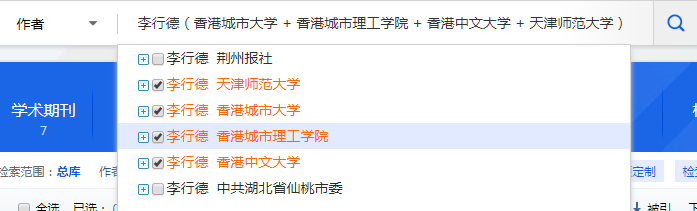 作者 李行德（香港城市大学 + 香港城市理工学院 + 香港中文大学 + 天津师范大学）
李行德 荆州报社
李行德 天津师范大学
学术期刊
7
李行德 香港城市大学
李行德 香港城市理工学院
检索范围：总库 作者
李行德 香港中文大学
定制
李行德 中共湖北省仙桃市委
全选 已选：
被引